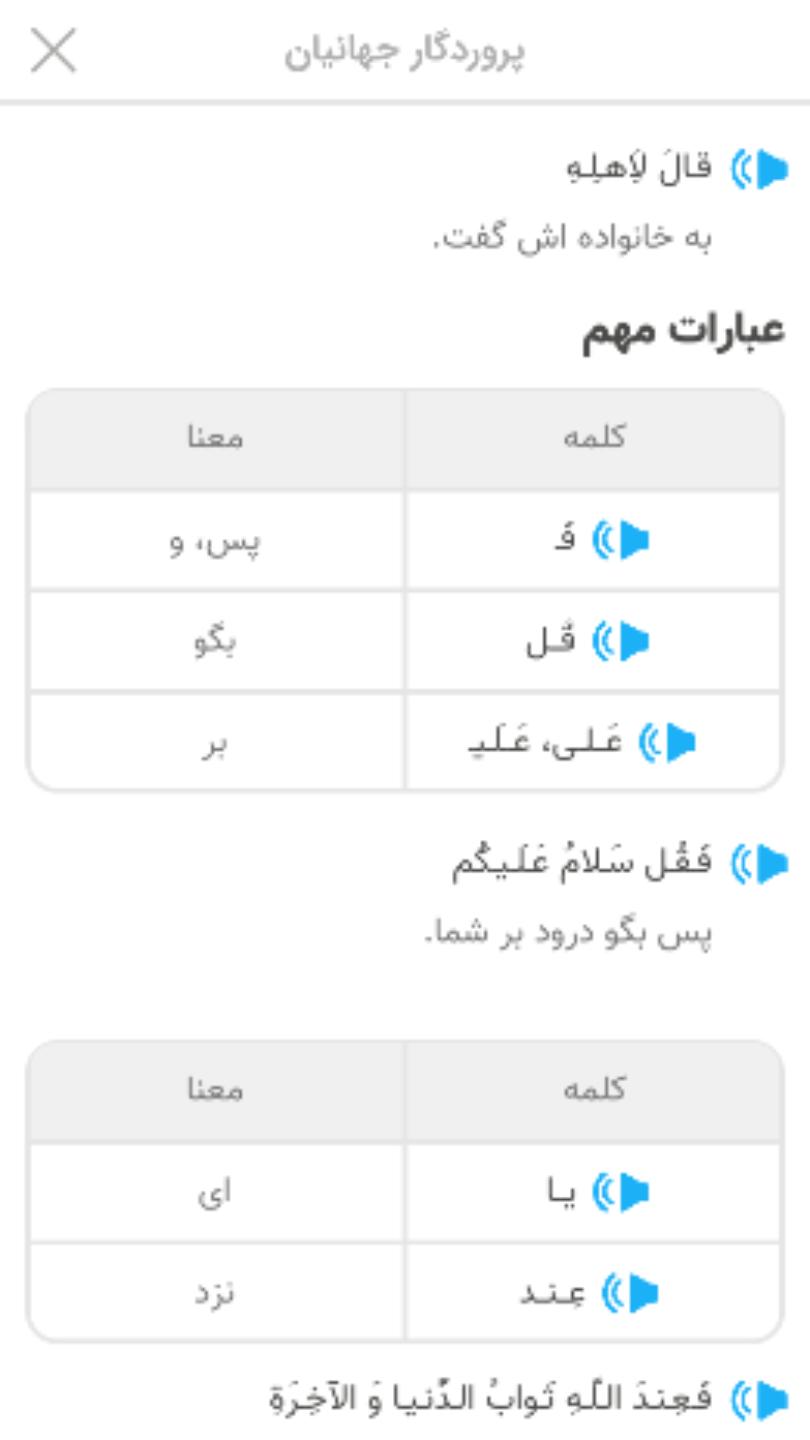 پروردگار جهانیان
قالَ لِاَهلِهِ
به خانواده اش گفت.
عبارات مهم
کلمه	معنا
فَـ	پس، و
قُل	بگو
عَلی، عَلَیـ	بر
فَقُل سَلامُ عَلَیکُم
پس بگو درود بر شما.
کلمه	معنا
یا	ای
عِند	نزد
فَعِندَ اللّهِ ثَوابُ الدُّنیا وَ الآخِرَةِ